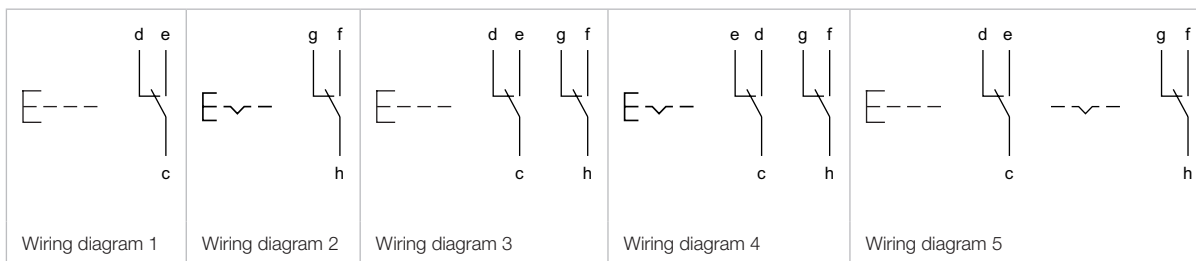 d e
c
Wiring diagram 1
g f
h
Wiring diagram 2
d e g f
c h
Wiring diagram 3
e d g f
c h
Wiring diagram 4
d e g f
c h
Wiring diagram 5